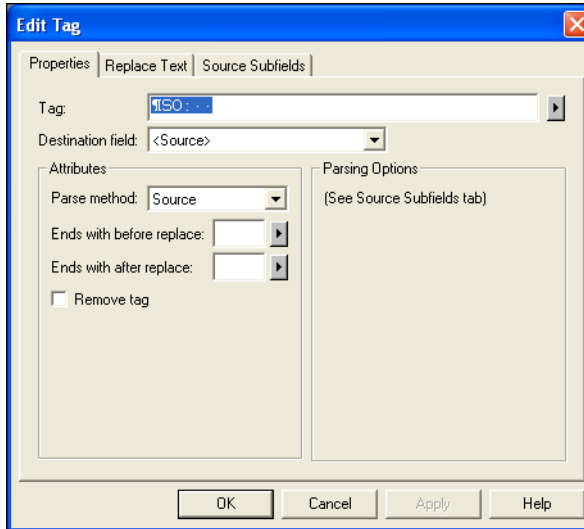 Edit Tag
Properties Replace Text Source Subfields
Tag: ¶ISO: · ·
Destination field: <Source>
Attributes Parsing Options
Parse method: Source (See Source Subfields tab)
Ends with before replace:
Ends with after replace:
Remove tag
OK Cancel Apply Help